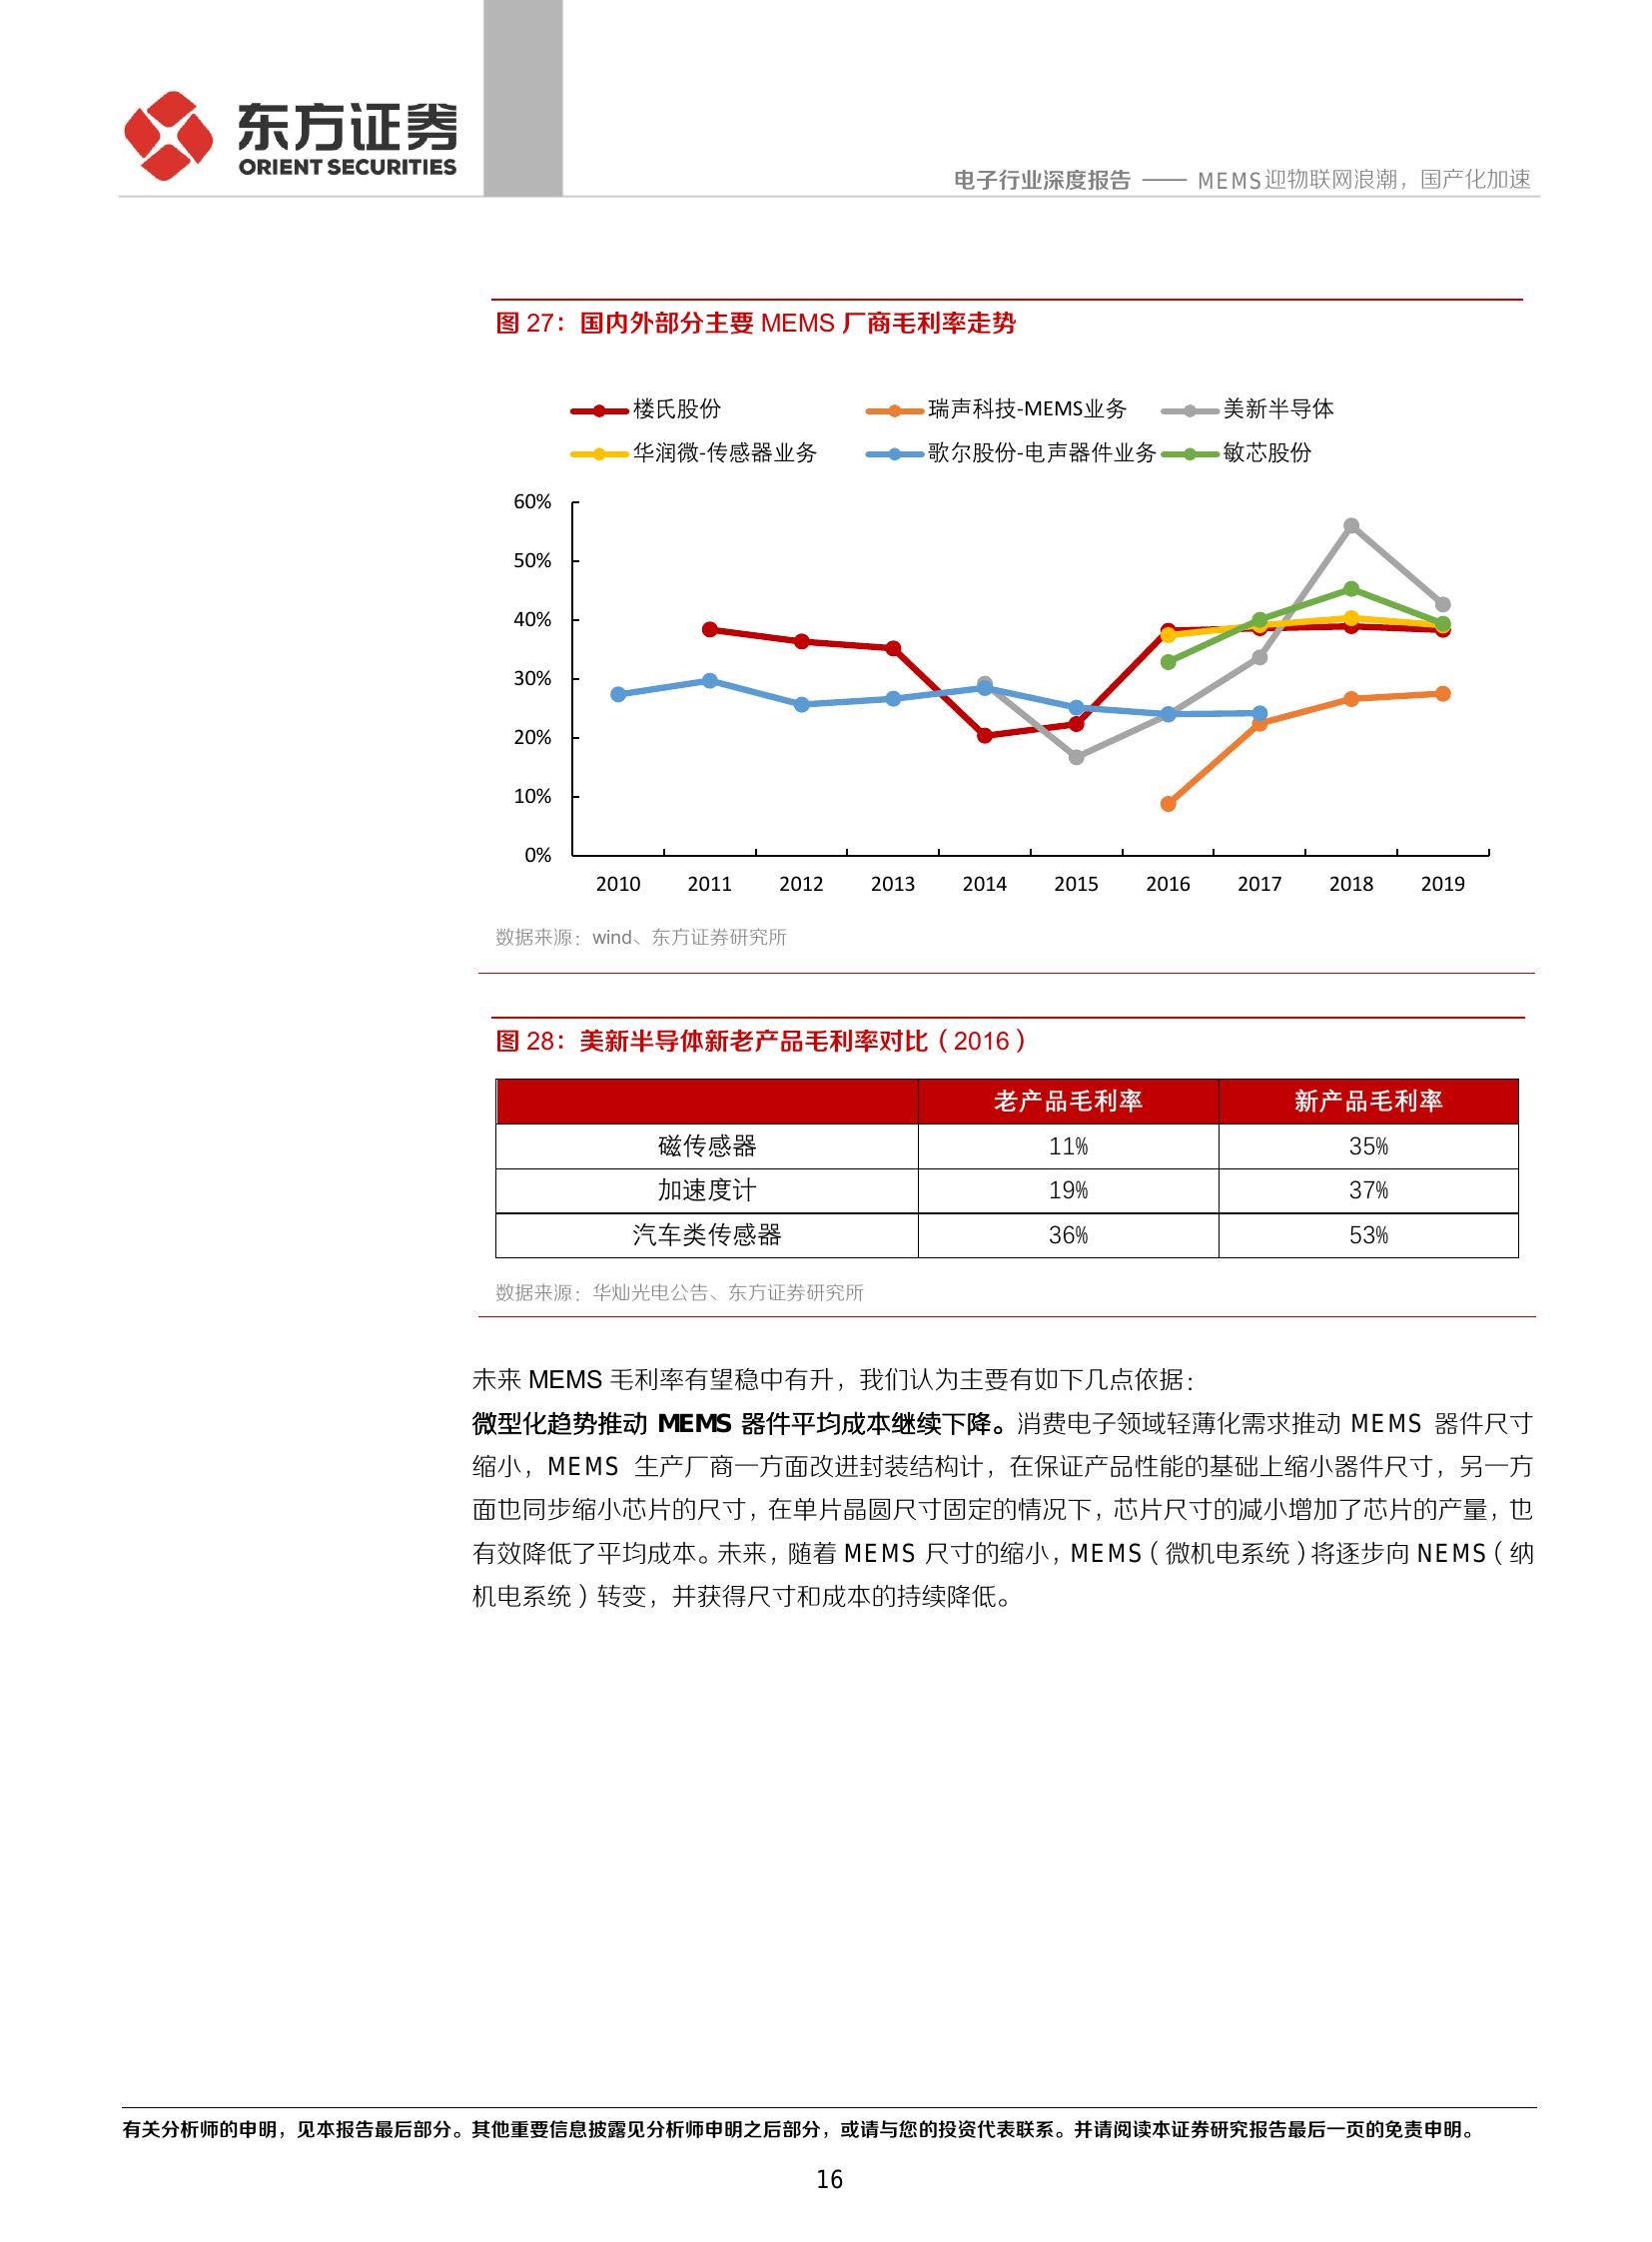 东方证券
ORIENT SECURITIES
电子行业深度报告 —— MEMS迎物联网浪潮，国产化加速
图 27：国内外部分主要 MEMS 厂商毛利率走势
楼氏股份 瑞声科技-MEMS业务 美新半导体
华润微-传感器业务 歌尔股份-电声器件业务 敏芯股份
60%
50%
40%
30%
20%
10%
0%
2010 2011 2012 2013 2014 2015 2016 2017 2018 2019
数据来源：wind、东方证券研究所
图 28：美新半导体新老产品毛利率对比（2016）
老产品毛利率 新产品毛利率
磁传感器 11% 35%
加速度计 19% 37%
汽车类传感器 36% 53%
数据来源：华灿光电公告、东方证券研究所
未来 MEMS 毛利率有望稳中有升，我们认为主要有如下几点依据：
微型化趋势推动 MEMS 器件平均成本继续下降。消费电子领域轻薄化需求推动 MEMS 器件尺寸
缩小，MEMS 生产厂商一方面改进封装结构计，在保证产品性能的基础上缩小器件尺寸，另一方
面也同步缩小芯片的尺寸，在单片晶圆尺寸固定的情况下，芯片尺寸的减小增加了芯片的产量，也
有效降低了平均成本。未来，随着 MEMS 尺寸的缩小，MEMS（微机电系统）将逐步向 NEMS（纳
机电系统）转变，并获得尺寸和成本的持续降低。
有关分析师的申明，见本报告最后部分。其他重要信息披露见分析师申明之后部分，或请与您的投资代表联系。并请阅读本证券研究报告最后一页的免责申明。
16